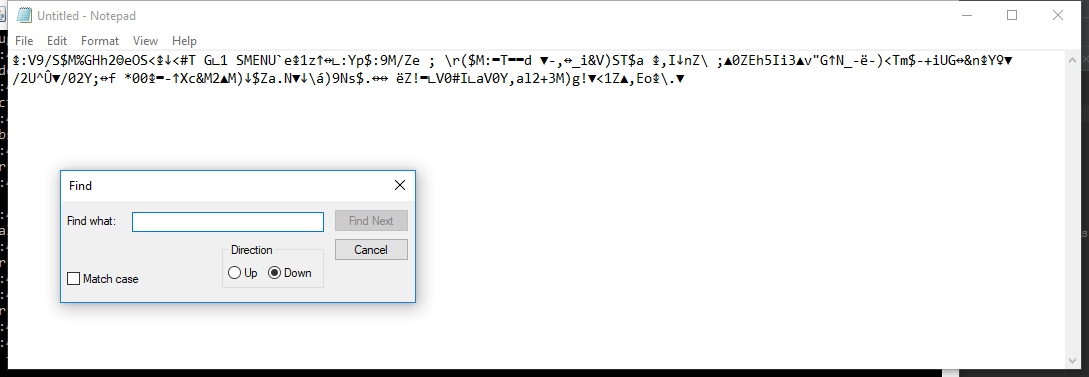 Untitled - Notepad
File Edit Format View Help
⇭:V9/S$M%GHh2ΘeOS<⇭↓<#T G∟1 SMENU`e⇭1z↑↔∟:Yp$:9M/Ze ; \r($M:▬T══d ▼-,↔_i&V)ST$a ⇭,I↓nZ\ ;▲0ZEh5Ii3▲v"G↑N_-ë-)<Tm$-+iUG↔&n⇭Y♀▼
/2U^Û▼/02Y;↔f *00⇭▬-↑Xc&M2▲M)↓$Za.N▼↓\á)9Ns$.↔↔ ëZ!▬∟V0#I∟aV0Y,al2+3M)g!▼<1Z▲,Eo⇭\.▼
Find
Find what: Find Next
Direction Cancel
Up Down
Match case